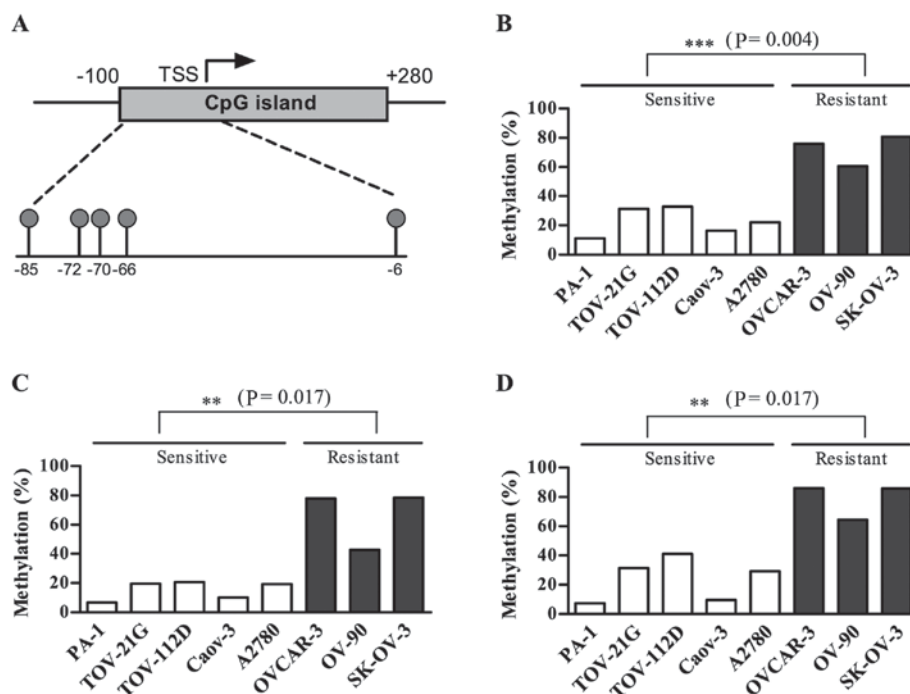 A
TSS
-100
+280
CpG island
-85
-72
-70
-66
-6
B
*** (P= 0.004)
Sensitive
Resistant
Methylation (%)
100
80
60
40
20
0
PA-1
TOV-21G
TOV-112D
Caov-3
A2780
OVCAR-3
OV-90
SK-OV-3
C
** (P= 0.017)
Sensitive
Resistant
Methylation (%)
100
80
60
40
20
0
PA-1
TOV-21G
TOV-112D
Caov-3
A2780
OVCAR-3
OV-90
SK-OV-3
D
** (P= 0.017)
Sensitive
Resistant
Methylation (%)
100
80
60
40
20
0
PA-1
TOV-21G
TOV-112D
Caov-3
A2780
OVCAR-3
OV-90
SK-OV-3